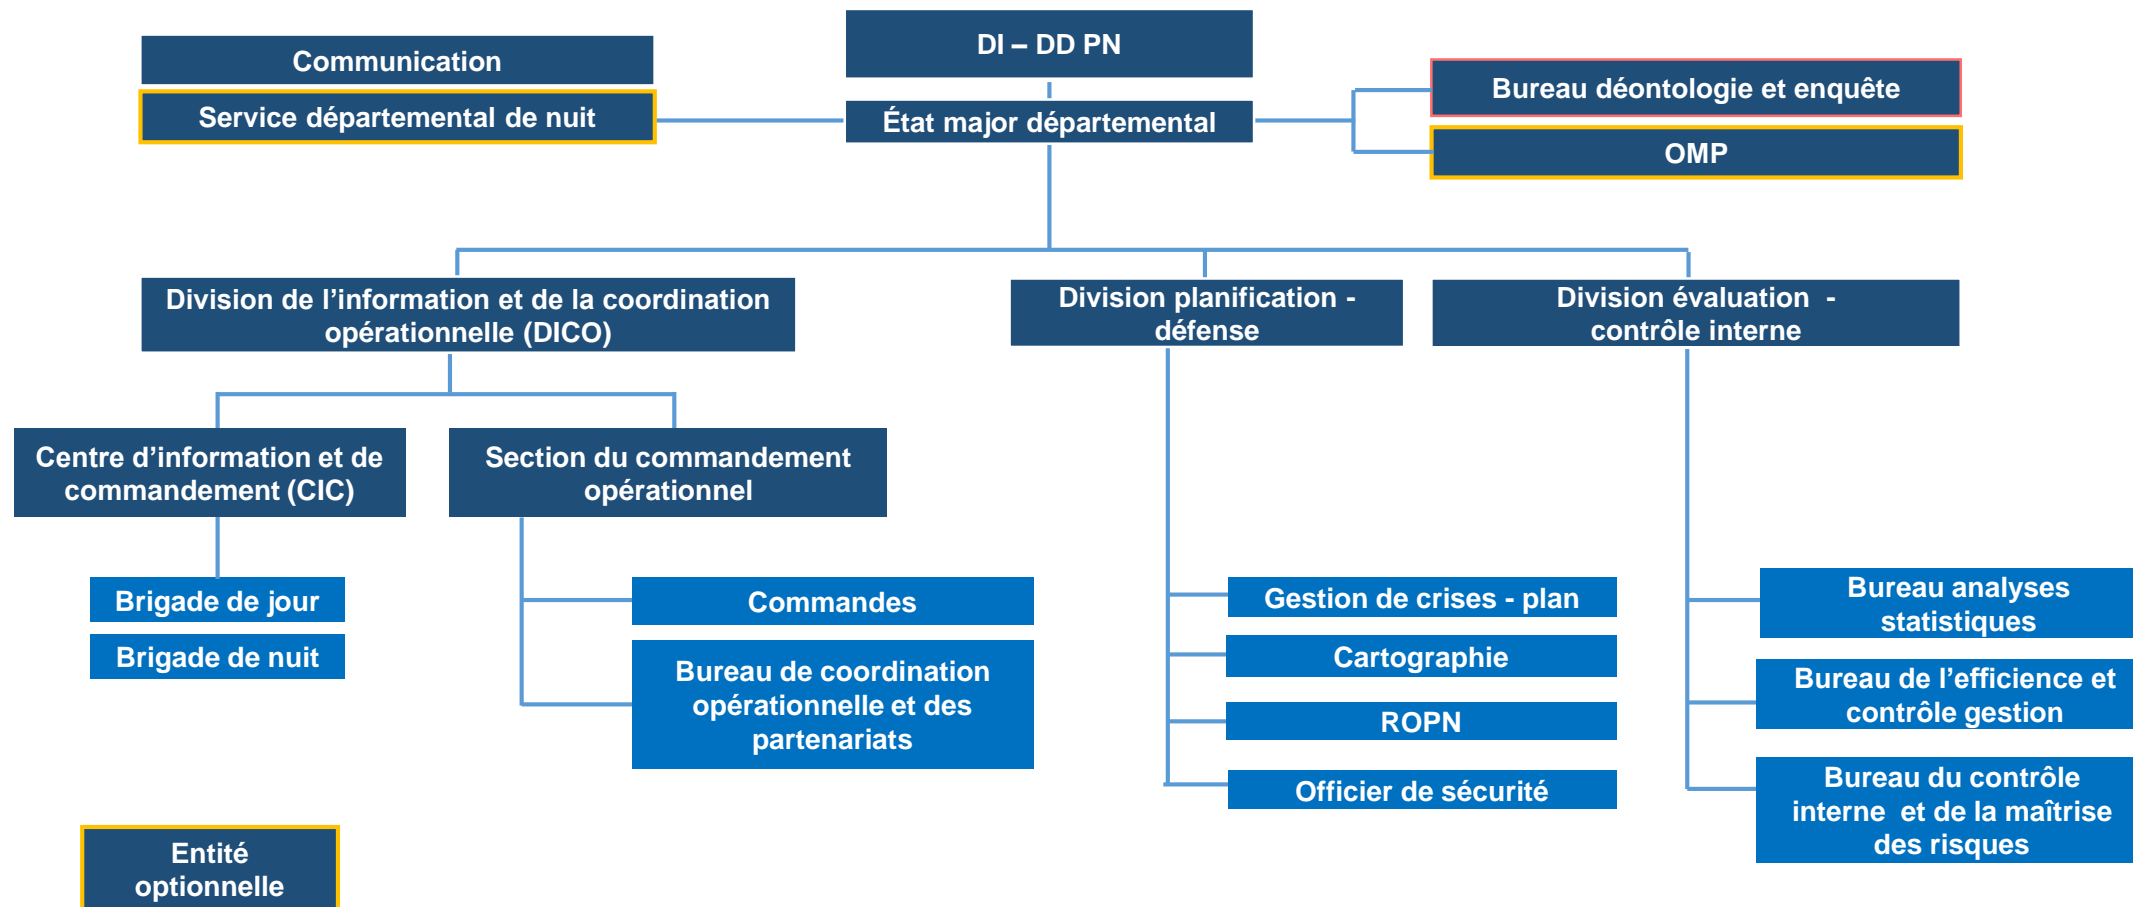 DI – DD PN
Communication
Service départemental de nuit
État major départemental
Bureau déontologie et enquête
OMP
Division de l’information et de la coordination
opérationnelle (DICO)
Division planification -
défense
Division évaluation  -
contrôle interne
Centre d’information et de
commandement (CIC)
Section du commandement
opérationnel
Brigade de jour
Brigade de nuit
Commandes
Bureau de coordination
opérationnelle et des
partenariats
Gestion de crises - plan
Cartographie
ROPN
Officier de sécurité
Bureau analyses
statistiques
Bureau de l’efficience et
contrôle gestion
Bureau du contrôle
interne  et de la maîtrise
des risques
Entité
optionnelle